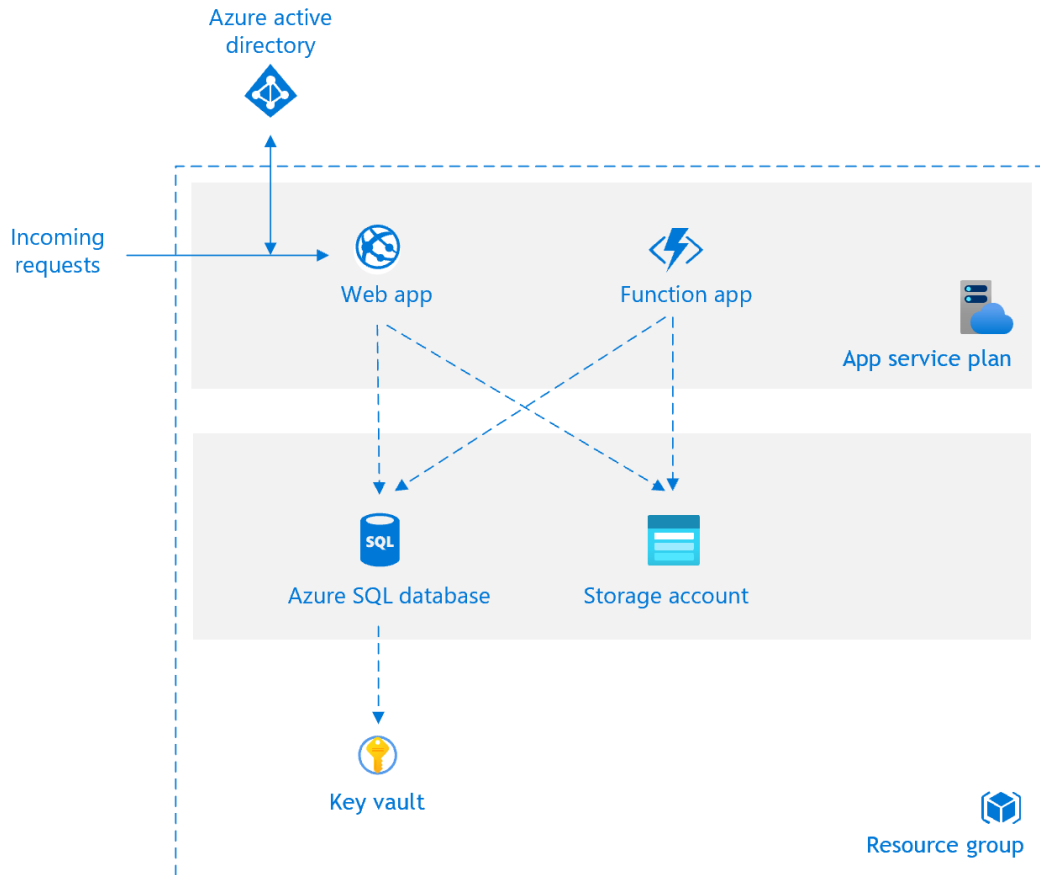 Azure active
directory
Incoming
requests
Web app
Function app
App service plan
SQL
Azure SQL database
Storage account
Key vault
Resource group